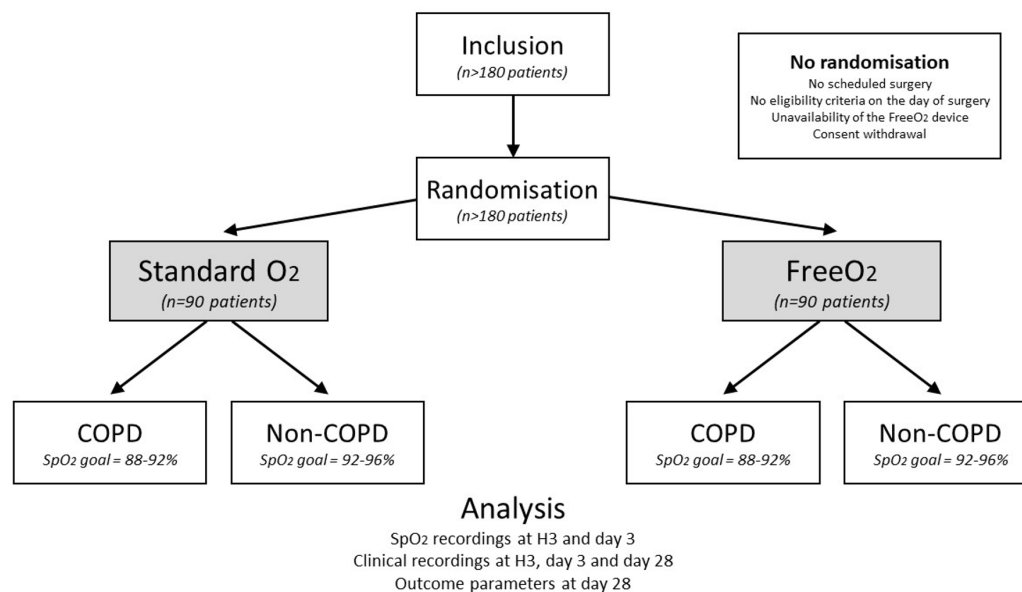 Inclusion
(n>180 patients)
No randomisation
No scheduled surgery
No eligibility criteria on the day of surgery
Unavailability of the FreeO2 device
Consent withdrawal
Randomisation
(n>180 patients)
Standard O2
(n=90 patients)
FreeO2
(n=90 patients)
COPD
SpO2 goal = 88-92%
Non-COPD
SpO2 goal = 92-96%
COPD
SpO2 goal = 88-92%
Non-COPD
SpO2 goal = 92-96%
Analysis
SpO2 recordings at H3 and day 3
Clinical recordings at H3, day 3 and day 28
Outcome parameters at day 28